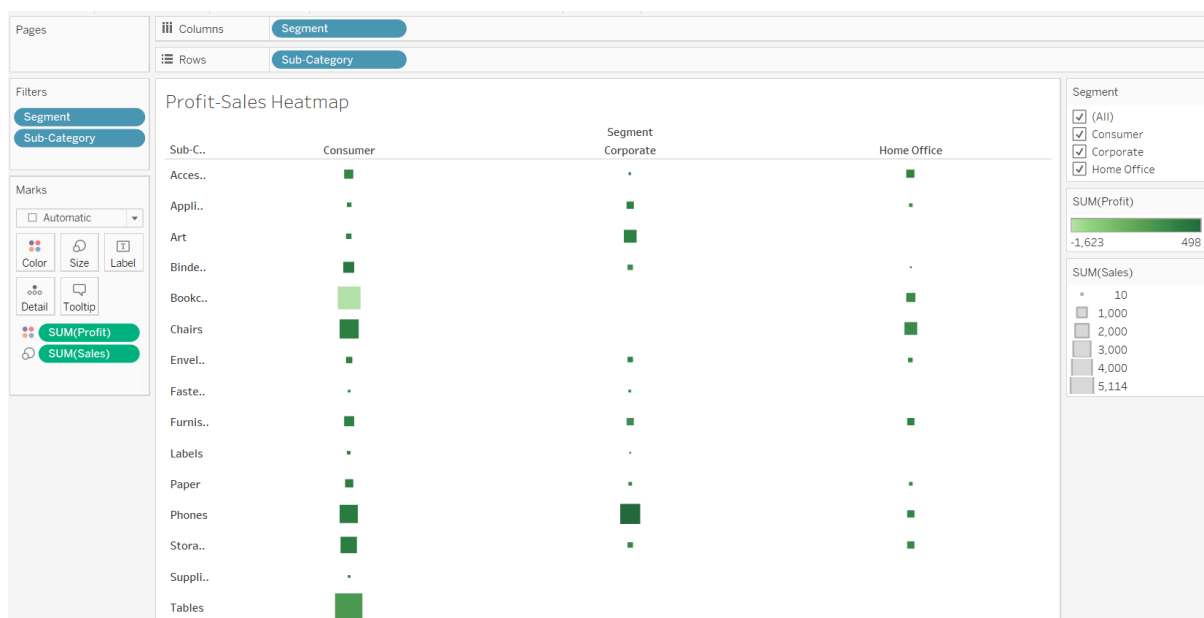 Pages
Columns Segment
Rows Sub-Category
Filters
Segment
Sub-Category
Marks
Automatic
Color Size Label
Detail Tooltip
SUM(Profit)
SUM(Sales)
Profit-Sales Heatmap
Segment
Sub-C.. Consumer Corporate Home Office
Acces..
Appli..
Art
Binde..
Bookc..
Chairs
Envel..
Faste..
Furnis..
Labels
Paper
Phones
Stora..
Suppli..
Tables
Segment
(All)
Consumer
Corporate
Home Office
SUM(Profit)
-1,623 498
SUM(Sales)
10
1,000
2,000
3,000
4,000
5,114